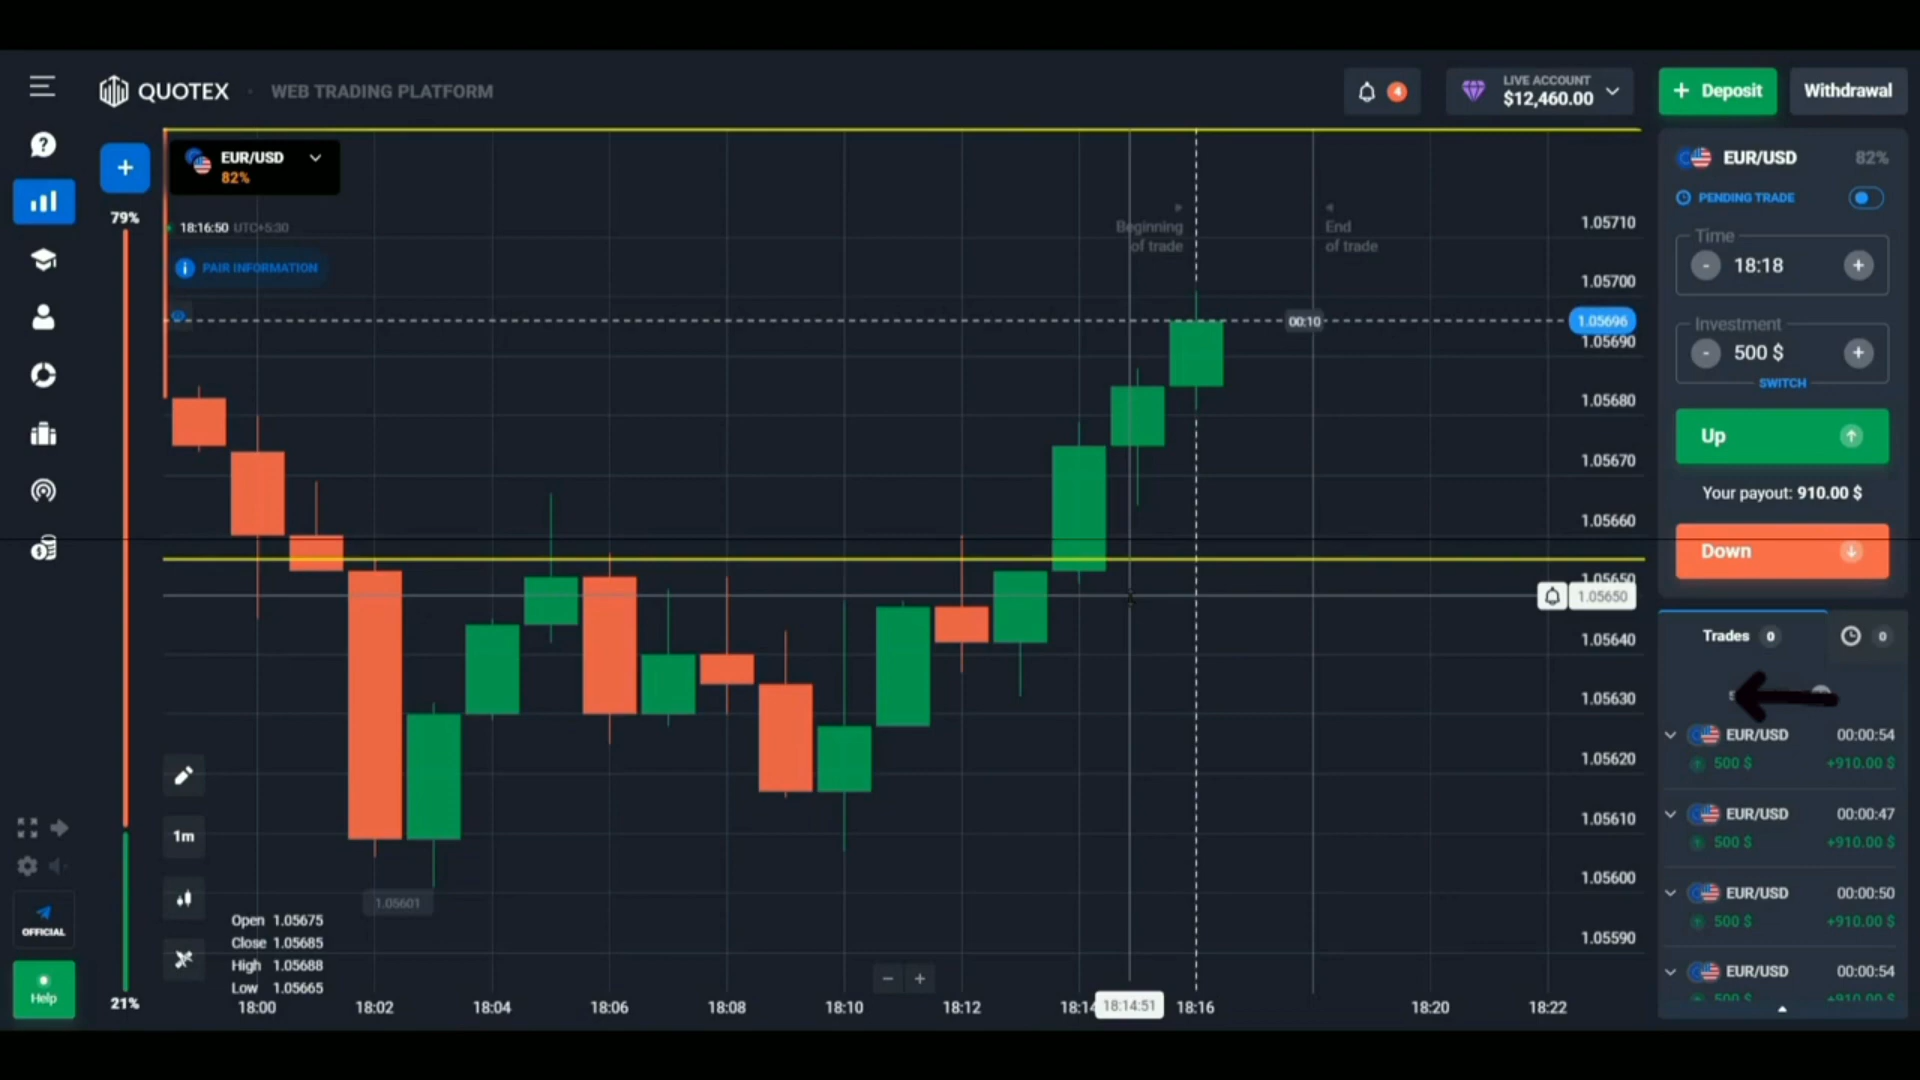 QUOTEX
WEB TRADING PLATFORM
4
LIVE ACCOUNT
$12,460.00
+ Deposit
Withdrawal
+
EUR/USD
82%
79%
18:16:50 UTC+5:30
PAIR INFORMATION
Beginning
of trade
End
of trade
00:10
1.05710
1.05700
1.05696
1.05690
1.05680
1.05670
1.05660
1.05650
1.05650
1.05640
1.05630
1.05620
1.05610
1.05600
1.05590
1.05601
1m
Open 1.05675
Close 1.05685
High 1.05688
Low 1.05665
18:00
18:02
18:04
18:06
18:08
18:10
18:12
18:14
18:14:51
18:16
18:20
18:22
21%
OFFICIAL
Help
EUR/USD 82%
PENDING TRADE
Time
- 18:18 +
Investment
- 500 $ +
SWITCH
Up
Your payout: 910.00 $
Down
Trades 0
0
EUR/USD 00:00:54
500 $ +910.00 $
EUR/USD 00:00:47
500 $ +910.00 $
EUR/USD 00:00:50
500 $ +910.00 $
EUR/USD 00:00:54
500 $ +910.00 $